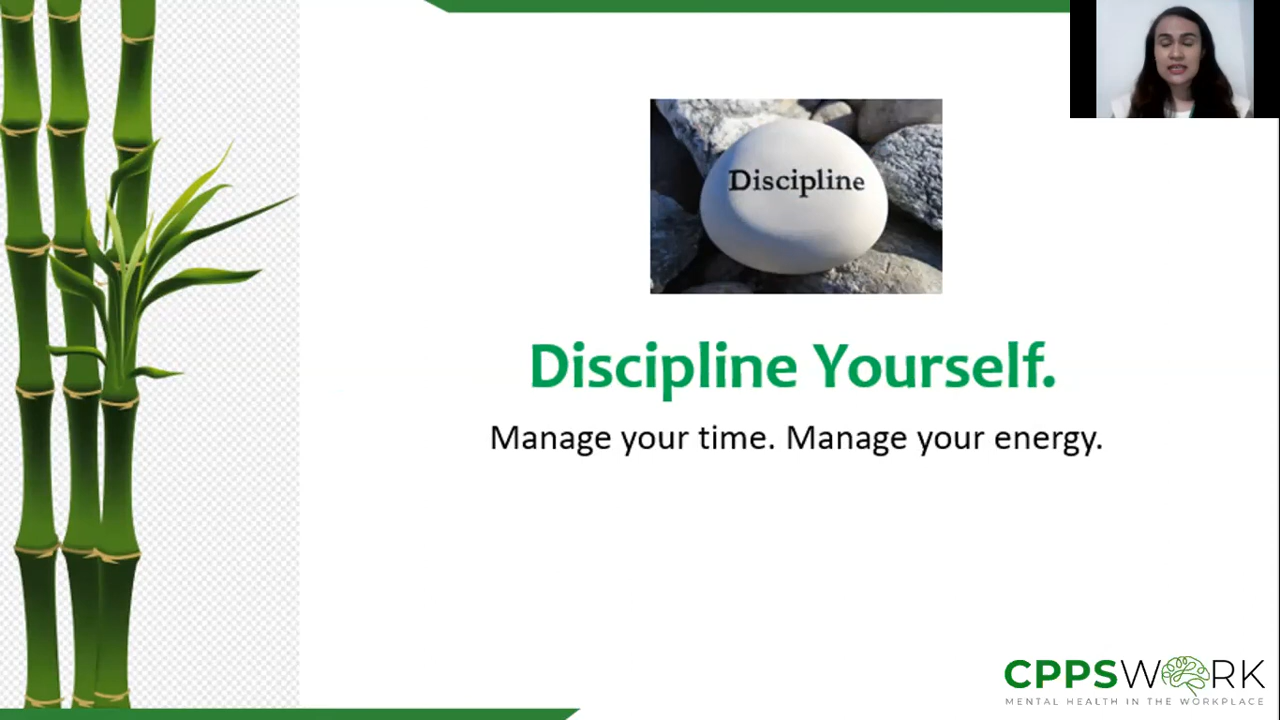 Discipline
Discipline Yourself.
Manage your time. Manage your energy.
CPPSWORK
MENTAL HEALTH IN THE WORKPLACE